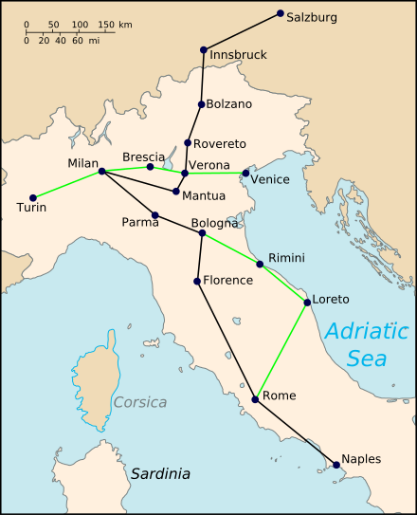 0 50 100 150 km
0 20 40 60 mi
Salzburg
Innsbruck
Bolzano
Rovereto
Milan
Brescia
Verona
Venice
Turin
Mantua
Parma
Bologna
Rimini
Florence
Loreto
Adriatic
Sea
Corsica
Rome
Naples
Sardinia